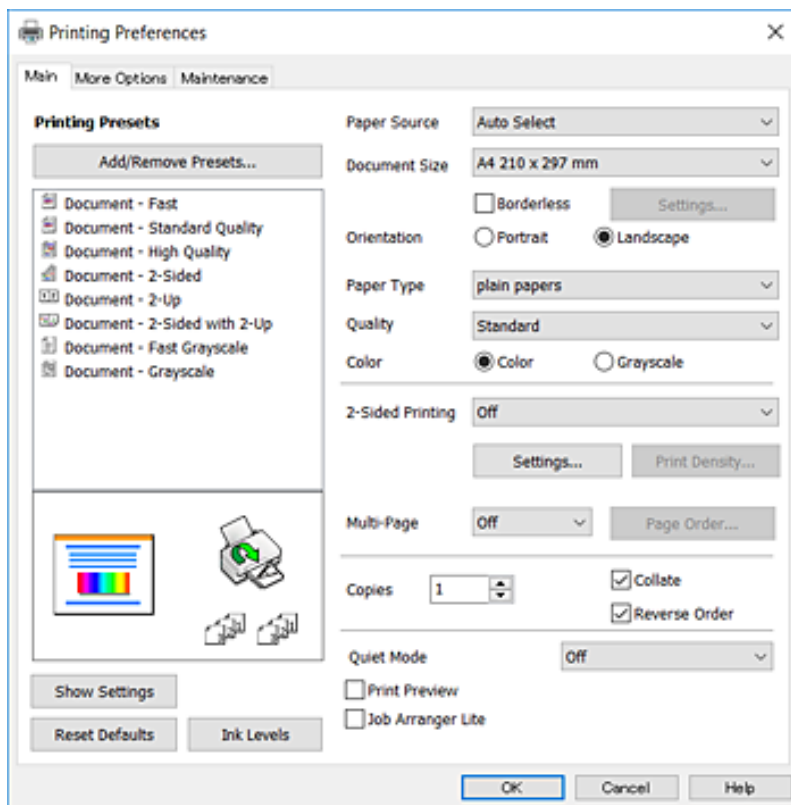 Printing Preferences
Main More Options Maintenance
Printing Presets
Add/Remove Presets...
Document - Fast
Document - Standard Quality
Document - High Quality
Document - 2-Sided
Document - 2-Up
Document - 2-Sided with 2-Up
Document - Fast Grayscale
Document - Grayscale
Show Settings
Reset Defaults Ink Levels
Paper Source Auto Select
Document Size A4 210 x 297 mm
Borderless Settings...
Orientation Portrait Landscape
Paper Type plain papers
Quality Standard
Color Color Grayscale
2-Sided Printing Off
Settings... Print Density...
Multi-Page Off Page Order...
Copies 1 Collate
Reverse Order
Quiet Mode Off
Print Preview
Job Arranger Lite
OK Cancel Help